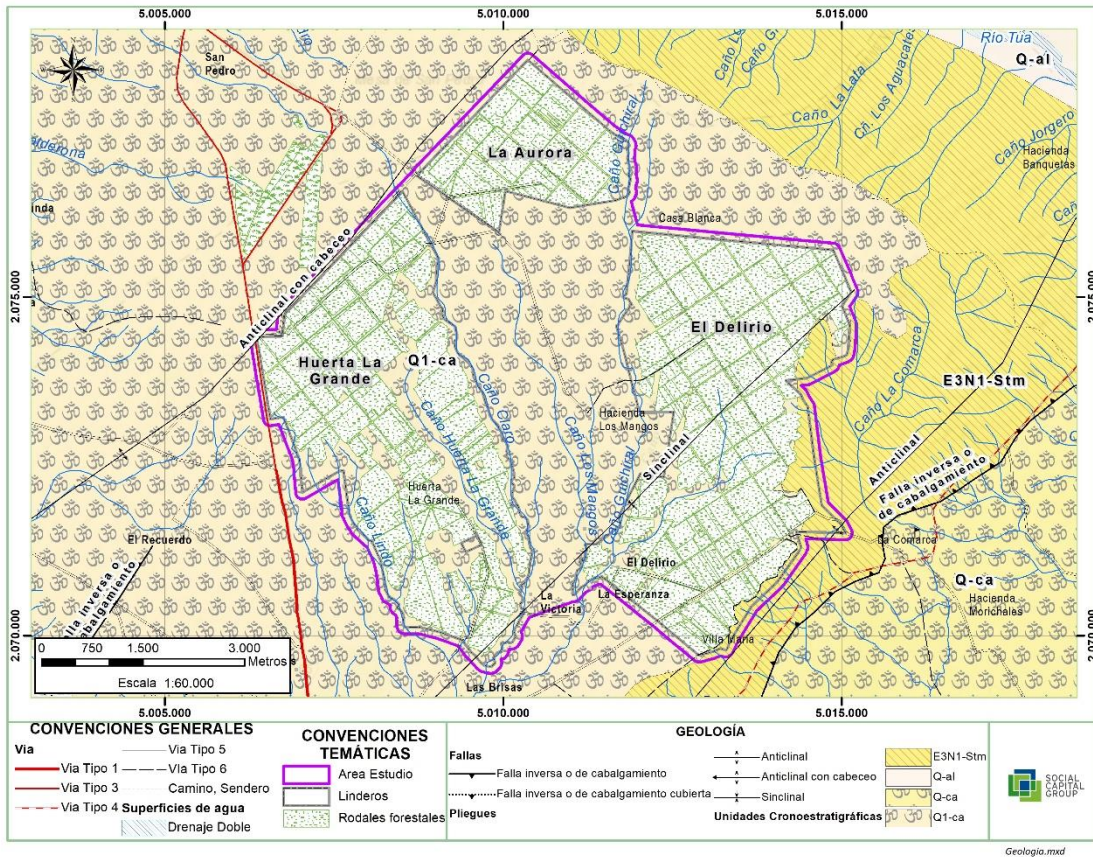 5.005.000
5.010.000
5.015.000
Río Tua
Q-al
San
Pedro
Caño La Lata
Cñ. Los Aguacates
Caño Jorgero
La Aurora
Caño Guichiral
Hacienda
Banquetas
Casa Blanca
Anticlinal con cabeceo
2.075.000
2.075.000
El Delirio
Huerta La
Grande
Q1-ca
Caño Claro
Caño La Comarca
E3N1-Stm
Hacienda
Los Mangos
Sinclinal
Anticlinal
Falla inversa o
de cabalgamiento
Caño Huerta La Grande
Caño Los Mangos
Caño Guichiral
Huerta
La Grande
El Recuerdo
La Comarca
El Delirio
La Esperanza
La
Victoria
Q-ca
Hacienda
Morichales
Villa Maria
2.070.000
2.070.000
0 750 1.500 3.000
Metros
Escala 1:60.000
Las Brisas
5.005.000
5.010.000
5.015.000
CONVENCIONES GENERALES
Via
Via Tipo 1
Via Tipo 3
Via Tipo 4
Via Tipo 5
VIa Tipo 6
Camino, Sendero
Superficies de agua
Drenaje Doble
CONVENCIONES
TEMÁTICAS
Area Estudio
Linderos
Rodales forestales
GEOLOGÍA
Fallas
Falla inversa o de cabalgamiento
Falla inversa o de cabalgamiento cubierta
Pliegues
Anticlinal
Anticlinal con cabeceo
Sinclinal
Unidades Cronoestratigráficas
E3N1-Stm
Q-al
Q-ca
Q1-ca
SOCIAL
CAPITAL
GROUP
Geologia.mxd